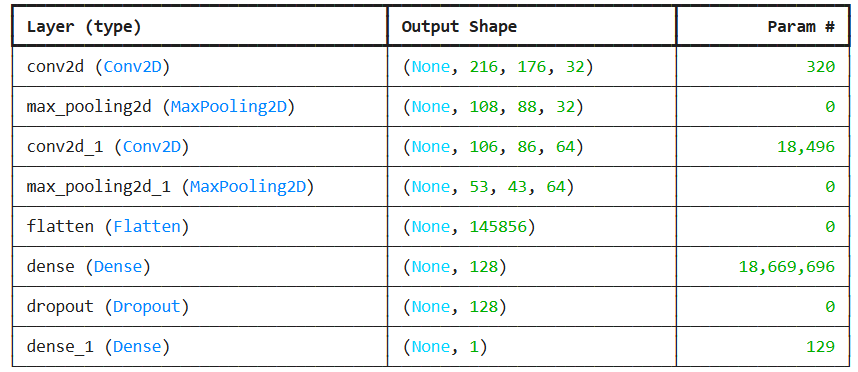 Layer (type) Output Shape Param #
conv2d (Conv2D) (None, 216, 176, 32) 320
max_pooling2d (MaxPooling2D) (None, 108, 88, 32) 0
conv2d_1 (Conv2D) (None, 106, 86, 64) 18,496
max_pooling2d_1 (MaxPooling2D) (None, 53, 43, 64) 0
flatten (Flatten) (None, 145856) 0
dense (Dense) (None, 128) 18,669,696
dropout (Dropout) (None, 128) 0
dense_1 (Dense) (None, 1) 129